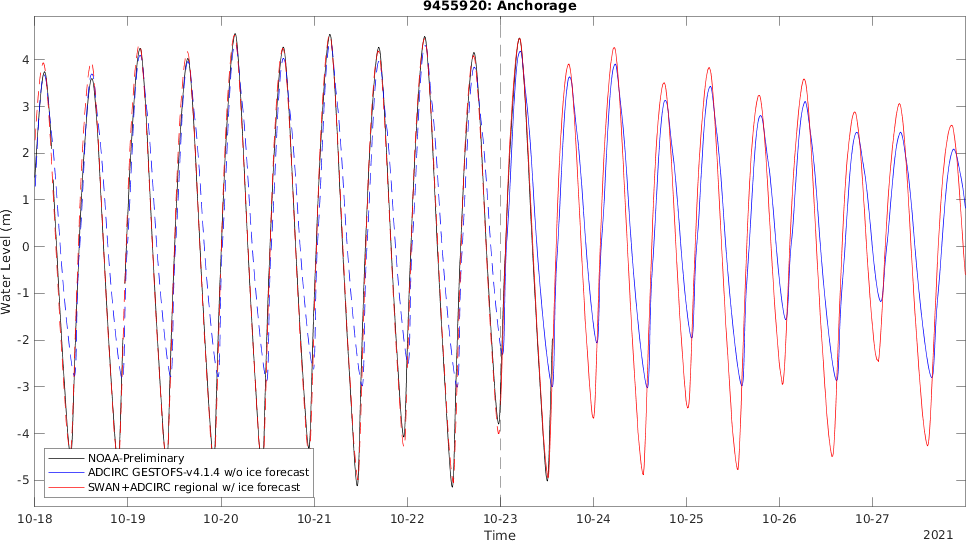 9455920: Anchorage
Water Level (m)
4
3
2
1
0
-1
-2
-3
-4
-5
NOAA-Preliminary
ADCIRC GESTOFS-v4.1.4 w/o ice forecast
SWAN+ADCIRC regional w/ ice forecast
10-18 10-19 10-20 10-21 10-22 10-23 10-24 10-25 10-26 10-27
Time
2021